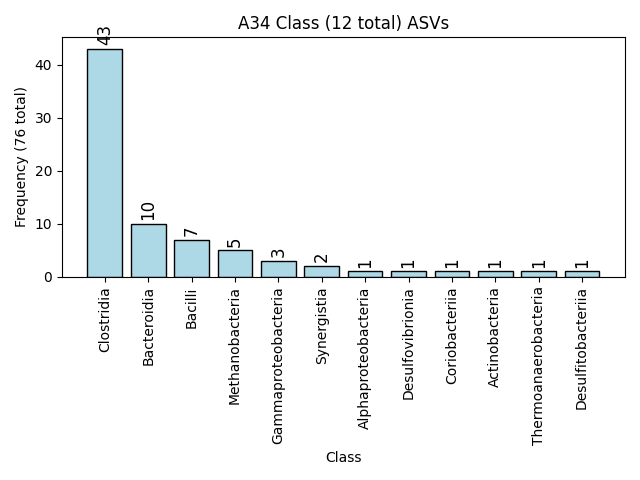 A34 Class (12 total) ASVs
Frequency (76 total)
40
30
20
10
0
43
10
7
5
3
2
1
1
1
1
1
1
Clostridia
Bacteroidia
Bacilli
Methanobacteria
Gammaproteobacteria
Synergistia
Alphaproteobacteria
Desulfovibrionia
Coriobacteriia
Actinobacteria
Thermoanaerobacteria
Desulfitobacteriia
Class